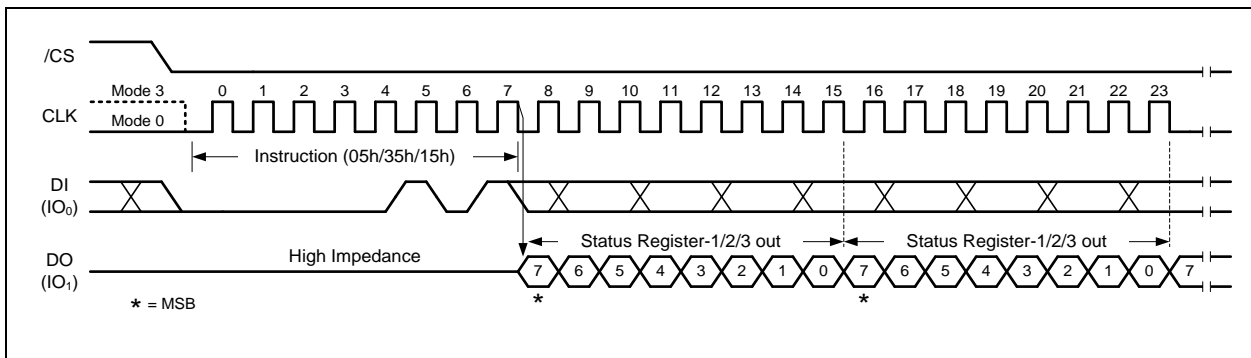 /CS
Mode 3
0 1 2 3 4 5 6 7 8 9 10 11 12 13 14 15 16 17 18 19 20 21 22 23
CLK
Mode 0
Instruction (05h/35h/15h)
DI
(IO₀)
Status Register-1/2/3 out Status Register-1/2/3 out
High Impedance
DO
(IO₁)
7 6 5 4 3 2 1 0 7 6 5 4 3 2 1 0 7
* *
* = MSB